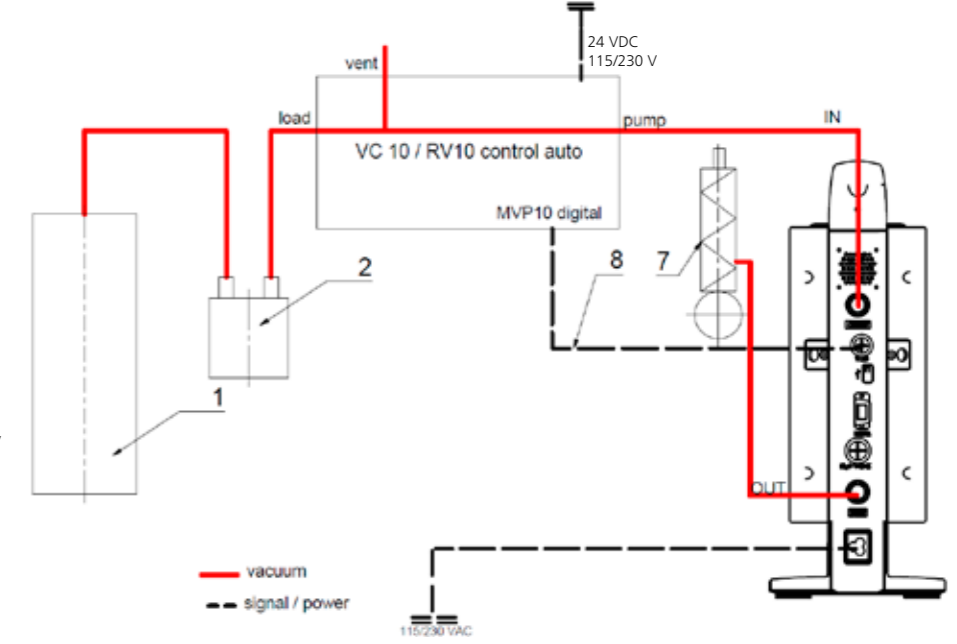 24 VDC
115/230 V
vent
load
pump
IN
VC 10 / RV10 control auto
MVP10 digital
8
7
2
1
OUT
vacuum
signal / power
115/230 VAC